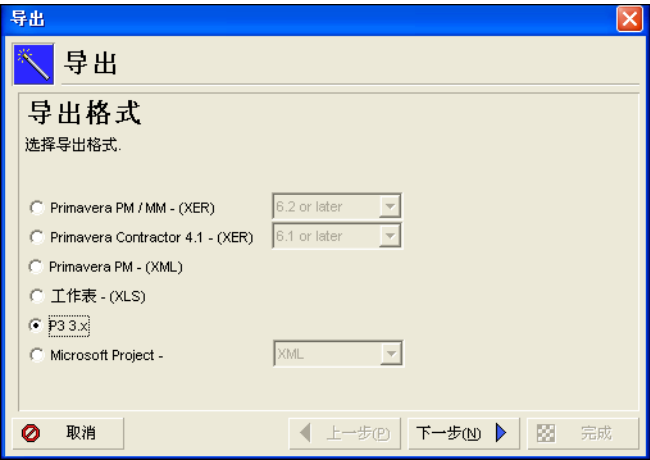 导出
导出
导出格式
选择导出格式.
Primavera PM / MM - (XER) 6.2 or later
Primavera Contractor 4.1 - (XER) 6.1 or later
Primavera PM - (XML)
工作表 - (XLS)
P3 3.x
Microsoft Project - XML
取消 上一步(P) 下一步(N) 完成